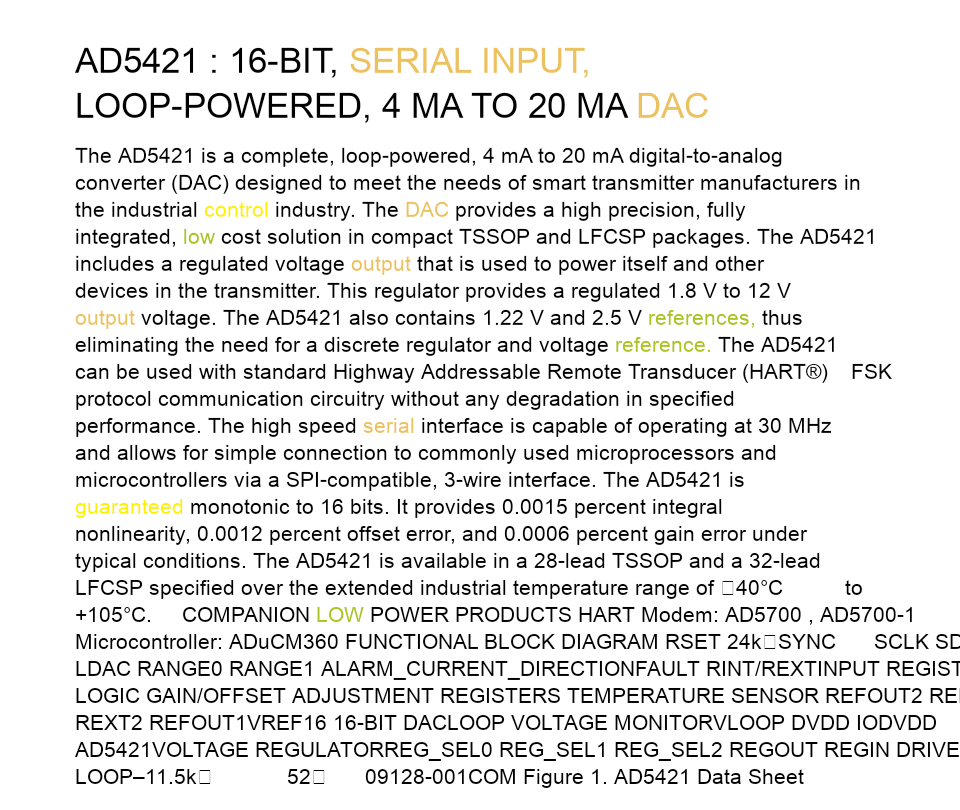 AD5421 : 16-BIT, SERIAL INPUT,
LOOP-POWERED, 4 MA TO 20 MA DAC
The AD5421 is a complete, loop-powered, 4 mA to 20 mA digital-to-analog
converter (DAC) designed to meet the needs of smart transmitter manufacturers in
the industrial control industry. The DAC provides a high precision, fully
integrated, low cost solution in compact TSSOP and LFCSP packages. The AD5421
includes a regulated voltage output that is used to power itself and other
devices in the transmitter. This regulator provides a regulated 1.8 V to 12 V
output voltage. The AD5421 also contains 1.22 V and 2.5 V references, thus
eliminating the need for a discrete regulator and voltage reference. The AD5421
can be used with standard Highway Addressable Remote Transducer (HART®) FSK
protocol communication circuitry without any degradation in specified
performance. The high speed serial interface is capable of operating at 30 MHz
and allows for simple connection to commonly used microprocessors and
microcontrollers via a SPI-compatible, 3-wire interface. The AD5421 is
guaranteed monotonic to 16 bits. It provides 0.0015 percent integral
nonlinearity, 0.0012 percent offset error, and 0.0006 percent gain error under
typical conditions. The AD5421 is available in a 28-lead TSSOP and a 32-lead
LFCSP specified over the extended industrial temperature range of 40°C to
+105°C. COMPANION LOW POWER PRODUCTS HART Modem: AD5700 , AD5700-1
Microcontroller: ADuCM360 FUNCTIONAL BLOCK DIAGRAM RSET 24k SYNC SCLK SD
LDAC RANGE0 RANGE1 ALARM_CURRENT_DIRECTIONFAULT RINT/REXTINPUT REGIST
LOGIC GAIN/OFFSET ADJUSTMENT REGISTERS TEMPERATURE SENSOR REFOUT2 RE
REXT2 REFOUT1VREF16 16-BIT DACLOOP VOLTAGE MONITORVLOOP DVDD IODVDD
AD5421VOLTAGE REGULATORREG_SEL0 REG_SEL1 REG_SEL2 REGOUT REGIN DRIVE
LOOP–11.5k 52 09128-001COM Figure 1. AD5421 Data Sheet